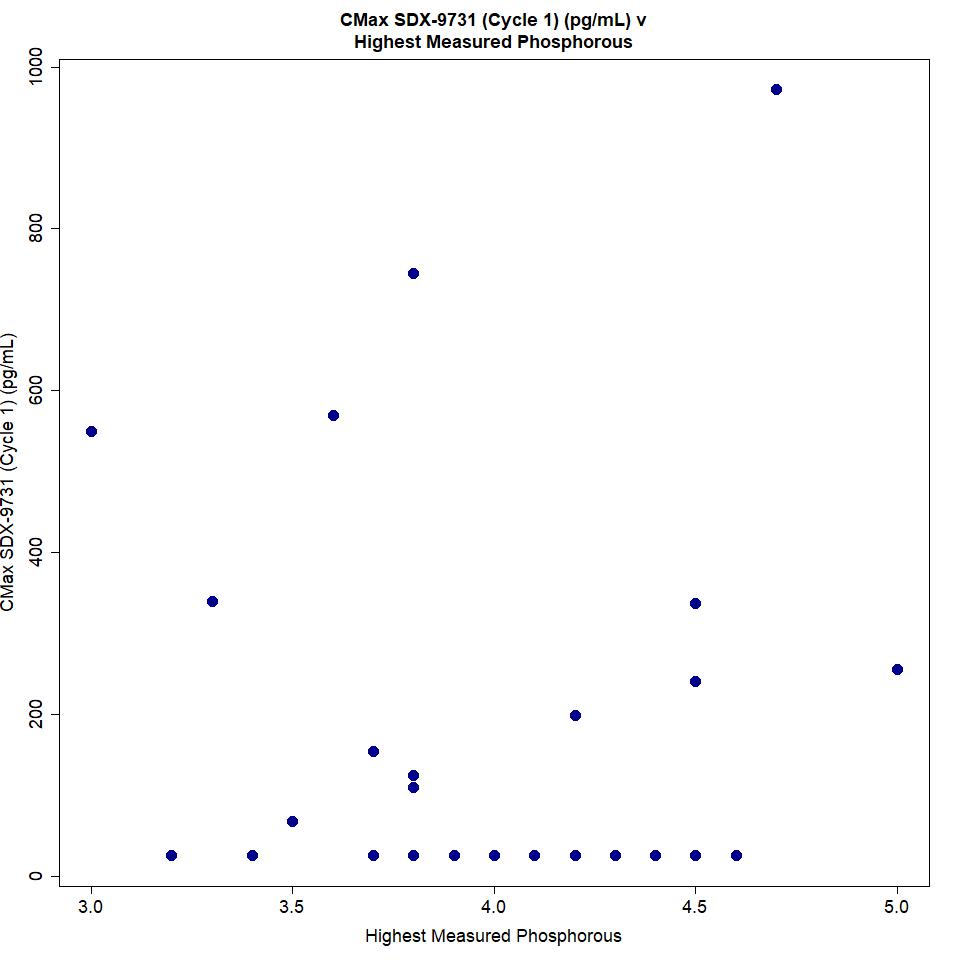 CMax SDX-9731 (Cycle 1) (pg/mL) v
Highest Measured Phosphorous
1000
800
600
400
200
0
CMax SDX-9731 (Cycle 1) (pg/mL)
3.0 3.5 4.0 4.5 5.0
Highest Measured Phosphorous